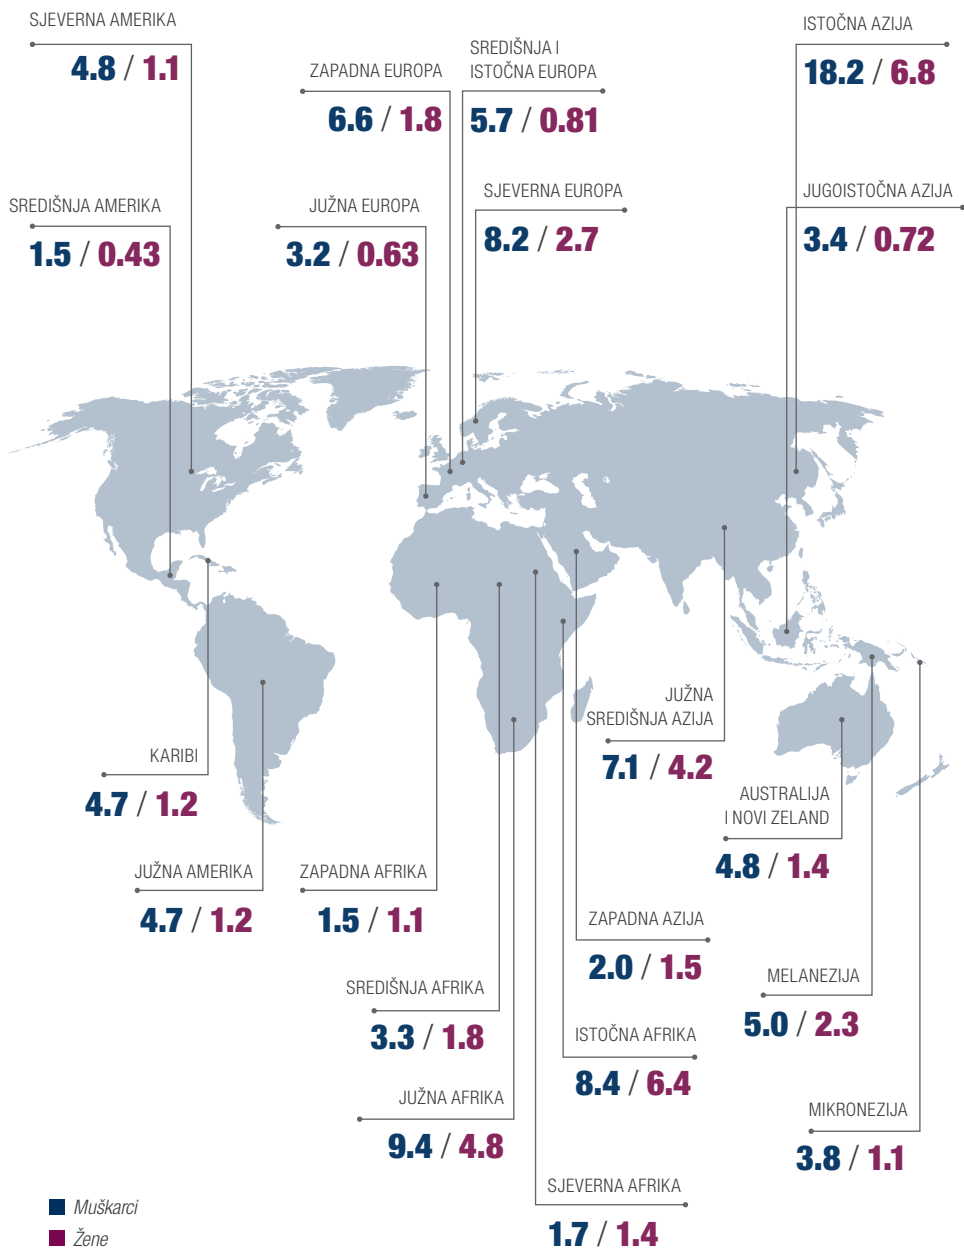 SJEVERNA AMERIKA
4.8 / 1.1
ZAPADNA EUROPA
6.6 / 1.8
SREDIŠNJA I
ISTOČNA EUROPA
5.7 / 0.81
ISTOČNA AZIJA
18.2 / 6.8
SREDIŠNJA AMERIKA
1.5 / 0.43
JUŽNA EUROPA
3.2 / 0.63
SJEVERNA EUROPA
8.2 / 2.7
JUGOISTOČNA AZIJA
3.4 / 0.72
JUŽNA
SREDIŠNJA AZIJA
7.1 / 4.2
KARIBI
4.7 / 1.2
AUSTRALIJA
I NOVI ZELAND
4.8 / 1.4
JUŽNA AMERIKA
4.7 / 1.2
ZAPADNA AFRIKA
1.5 / 1.1
ZAPADNA AZIJA
2.0 / 1.5
MELANEZIJA
5.0 / 2.3
SREDIŠNJA AFRIKA
3.3 / 1.8
ISTOČNA AFRIKA
8.4 / 6.4
JUŽNA AFRIKA
9.4 / 4.8
MIKRONEZIJA
3.8 / 1.1
SJEVERNA AFRIKA
1.7 / 1.4
Muškarci
Žene